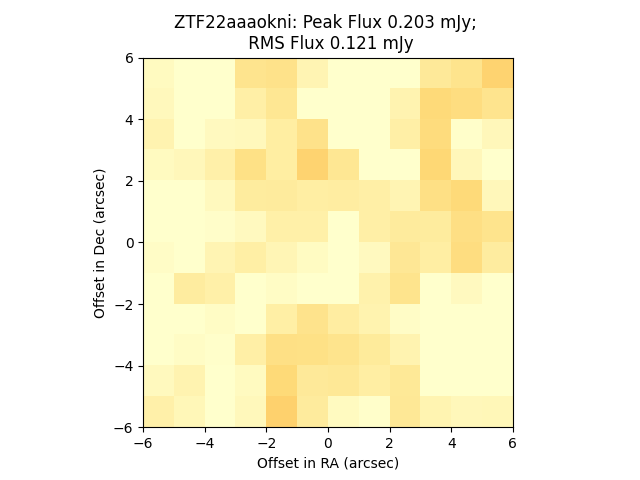 ZTF22aaaokni: Peak Flux 0.203 mJy;
RMS Flux 0.121 mJy
6
4
2
0
−2
−4
−6
Offset in Dec (arcsec)
−6 −4 −2 0 2 4 6
Offset in RA (arcsec)